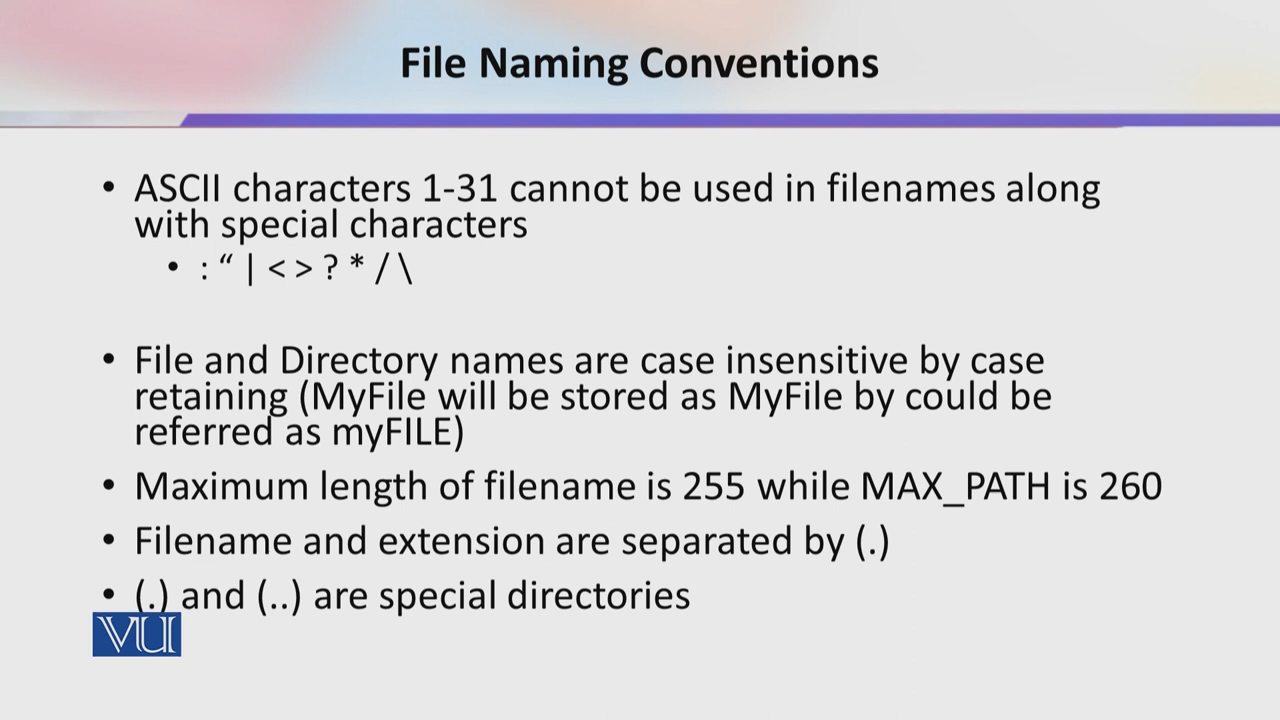 File Naming Conventions
• ASCII characters 1-31 cannot be used in filenames along
with special characters
• : “ | < > ? * / \
• File and Directory names are case insensitive by case
retaining (MyFile will be stored as MyFile by could be
referred as myFILE)
• Maximum length of filename is 255 while MAX_PATH is 260
• Filename and extension are separated by (.)
• (.) and (..) are special directories
VU